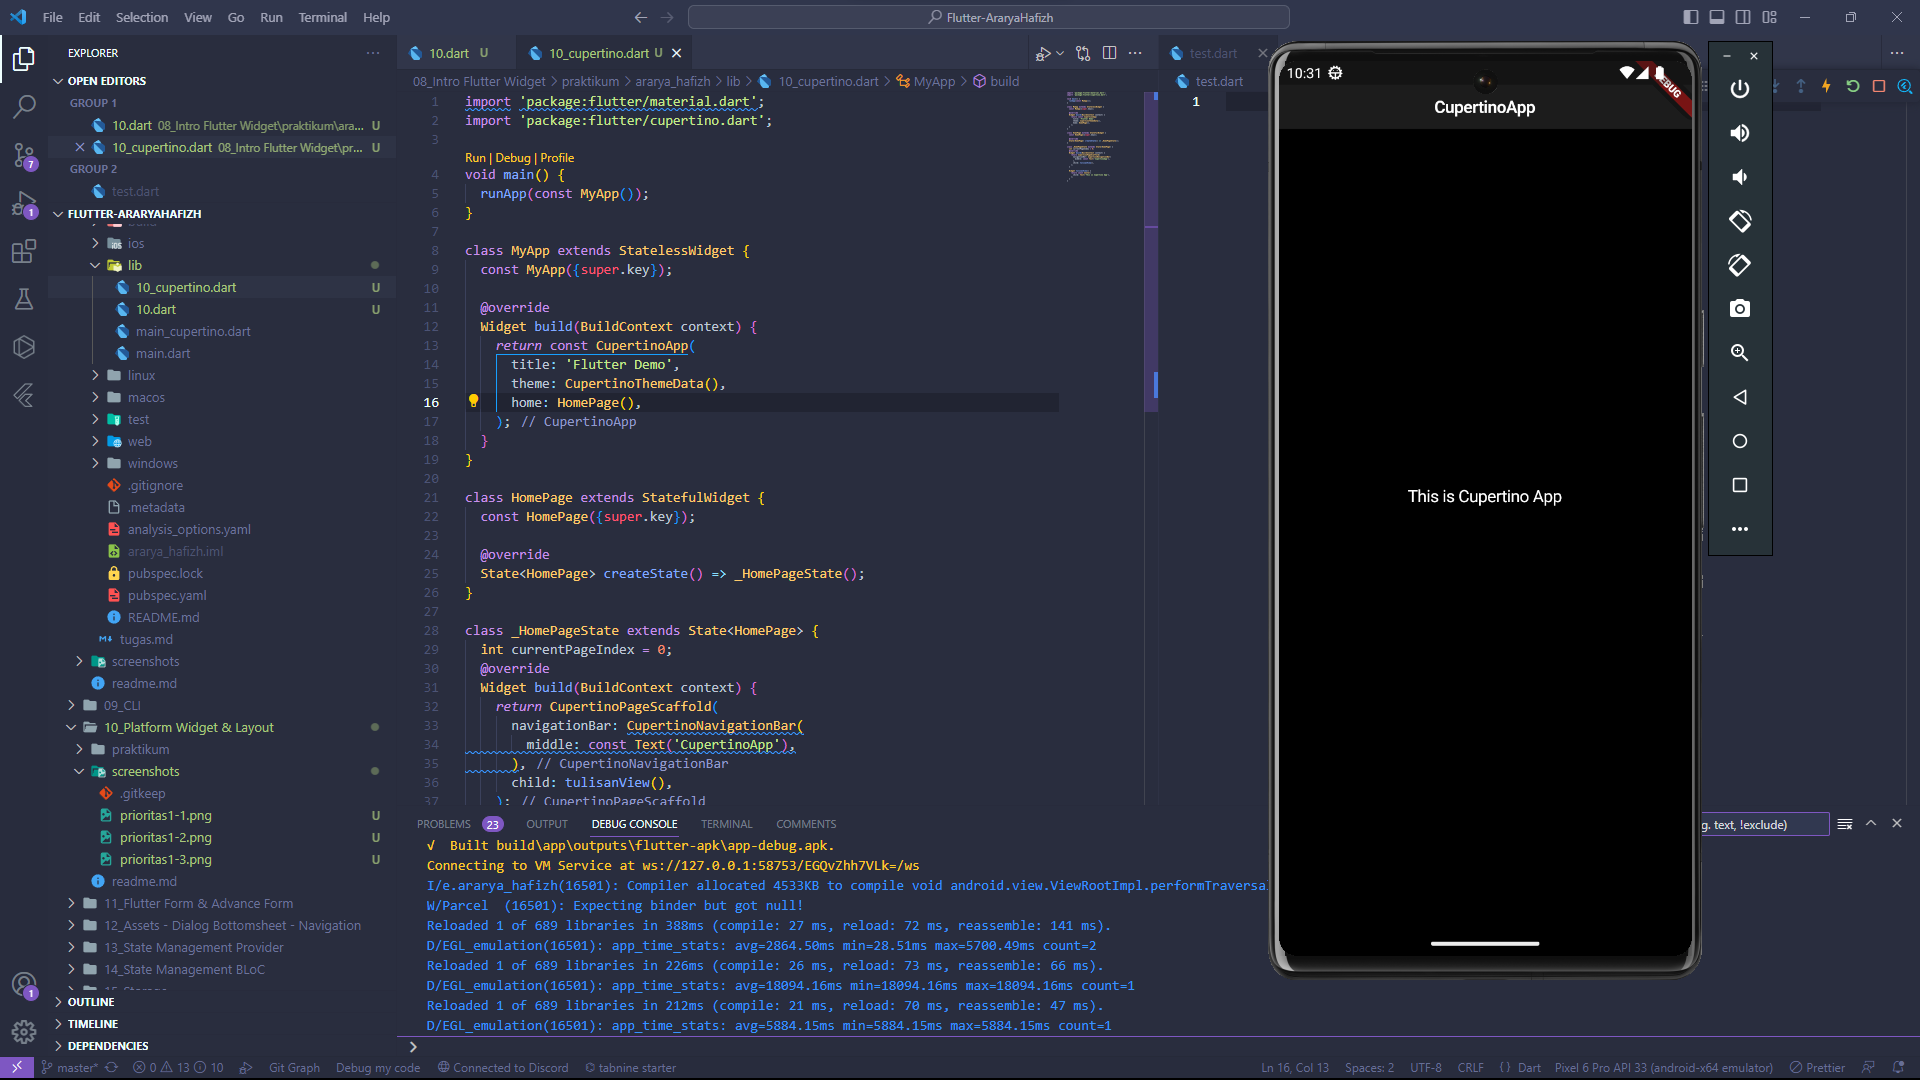 File Edit Selection View Go Run Terminal Help
Flutter-AraryaHafizh
EXPLORER
OPEN EDITORS
GROUP 1
10.dart 08_Intro Flutter Widget\praktikum\ara... U
10_cupertino.dart 08_Intro Flutter Widget\pr... U
GROUP 2
test.dart
FLUTTER-ARARYAHAFIZH
ios
lib
10_cupertino.dart U
10.dart U
main_cupertino.dart
main.dart
linux
macos
test
web
windows
.gitignore
.metadata
analysis_options.yaml
ararya_hafizh.iml
pubspec.lock
pubspec.yaml
README.md
tugas.md
screenshots
readme.md
09_CLI
10_Platform Widget & Layout
praktikum
screenshots
.gitkeep
prioritas1-1.png U
prioritas1-2.png U
prioritas1-3.png U
readme.md
11_Flutter Form & Advance Form
12_Assets - Dialog Bottomsheet - Navigation
13_State Management Provider
14_State Management BLoC
OUTLINE
TIMELINE
DEPENDENCIES
7
1
1
10.dart U
10_cupertino.dart U
08_Intro Flutter Widget > praktikum > ararya_hafizh > lib > 10_cupertino.dart > MyApp > build
1 import 'package:flutter/material.dart';
2 import 'package:flutter/cupertino.dart';
3
Run | Debug | Profile
4 void main() {
5 runApp(const MyApp());
6 }
7
8 class MyApp extends StatelessWidget {
9 const MyApp({super.key});
10
11 @override
12 Widget build(BuildContext context) {
13 return const CupertinoApp(
14 title: 'Flutter Demo',
15 theme: CupertinoThemeData(),
16 home: HomePage(),
17 ); // CupertinoApp
18 }
19 }
20
21 class HomePage extends StatefulWidget {
22 const HomePage({super.key});
23
24 @override
25 State<HomePage> createState() => _HomePageState();
26 }
27
28 class _HomePageState extends State<HomePage> {
29 int currentPageIndex = 0;
30 @override
31 Widget build(BuildContext context) {
32 return CupertinoPageScaffold(
33 navigationBar: CupertinoNavigationBar(
34 middle: const Text('CupertinoApp'),
35 ), // CupertinoNavigationBar
36 child: tulisanView(),
37 ); // CupertinoPageScaffold
test.dart
test.dart
1
10:31
DEBUG
CupertinoApp
This is Cupertino App
PROBLEMS 23 OUTPUT DEBUG CONSOLE TERMINAL COMMENTS
g. text, !exclude)
√ Built build\app\outputs\flutter-apk\app-debug.apk.
Connecting to VM Service at ws://127.0.0.1:58753/EGQvZhh7VLk=/ws
I/e.ararya_hafizh(16501): Compiler allocated 4533KB to compile void android.view.ViewRootImpl.performTraversa
W/Parcel (16501): Expecting binder but got null!
Reloaded 1 of 689 libraries in 388ms (compile: 27 ms, reload: 72 ms, reassemble: 141 ms).
D/EGL_emulation(16501): app_time_stats: avg=2864.50ms min=28.51ms max=5700.49ms count=2
Reloaded 1 of 689 libraries in 226ms (compile: 26 ms, reload: 73 ms, reassemble: 66 ms).
D/EGL_emulation(16501): app_time_stats: avg=18094.16ms min=18094.16ms max=18094.16ms count=1
Reloaded 1 of 689 libraries in 212ms (compile: 21 ms, reload: 70 ms, reassemble: 47 ms).
D/EGL_emulation(16501): app_time_stats: avg=5884.15ms min=5884.15ms max=5884.15ms count=1
master* 0 13 10 Git Graph Debug my code Connected to Discord tabnine starter
Ln 16, Col 13 Spaces: 2 UTF-8 CRLF { } Dart Pixel 6 Pro API 33 (android-x64 emulator) Prettier